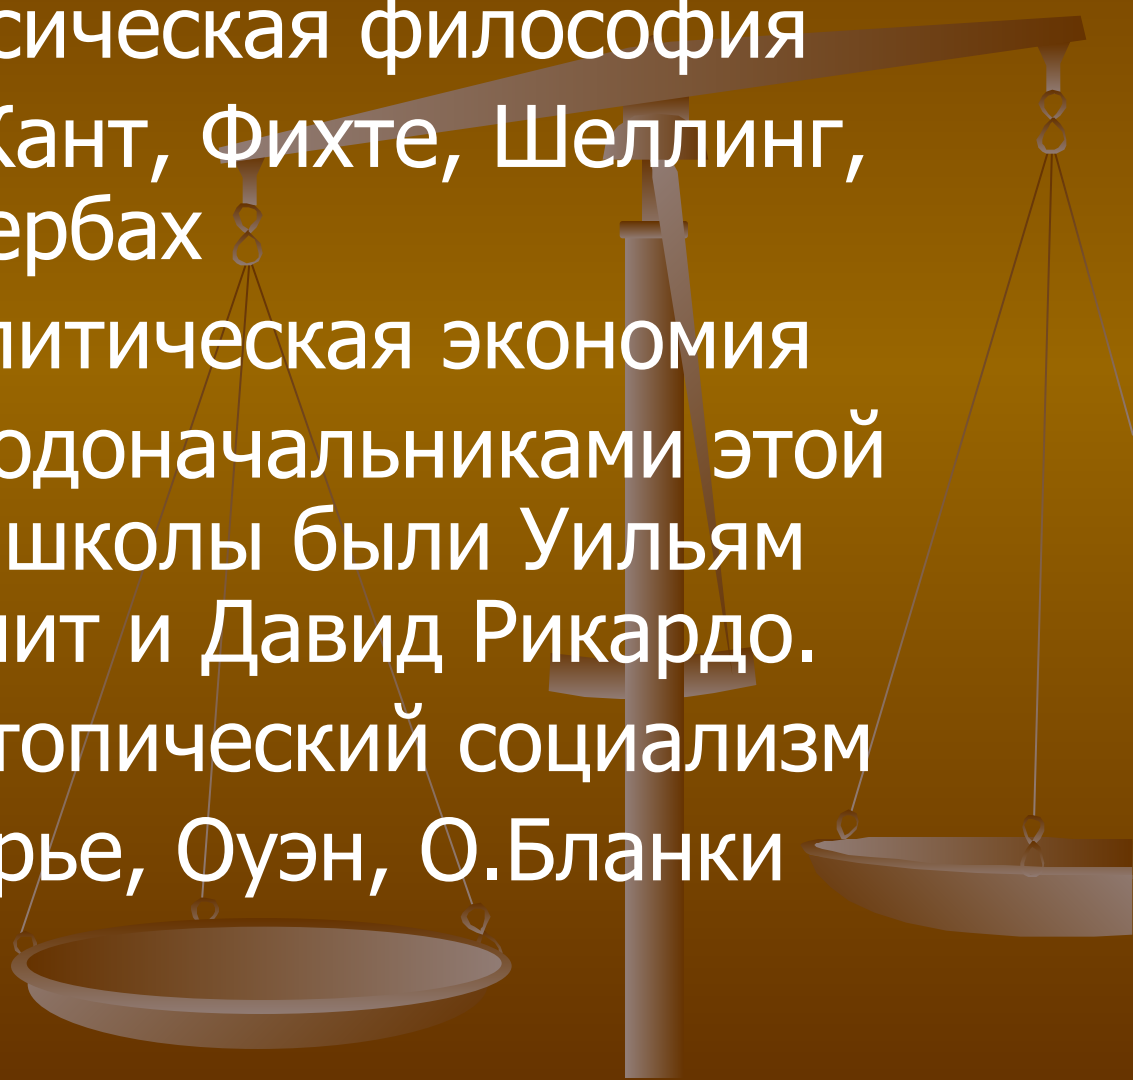 сическая философия
Кант, Фихте, Шеллинг,
ербах
литическая экономия
одоначальниками этой
школы были Уильям
ит и Давид Рикардо.
топический социализм
рье, Оуэн, О.Бланки